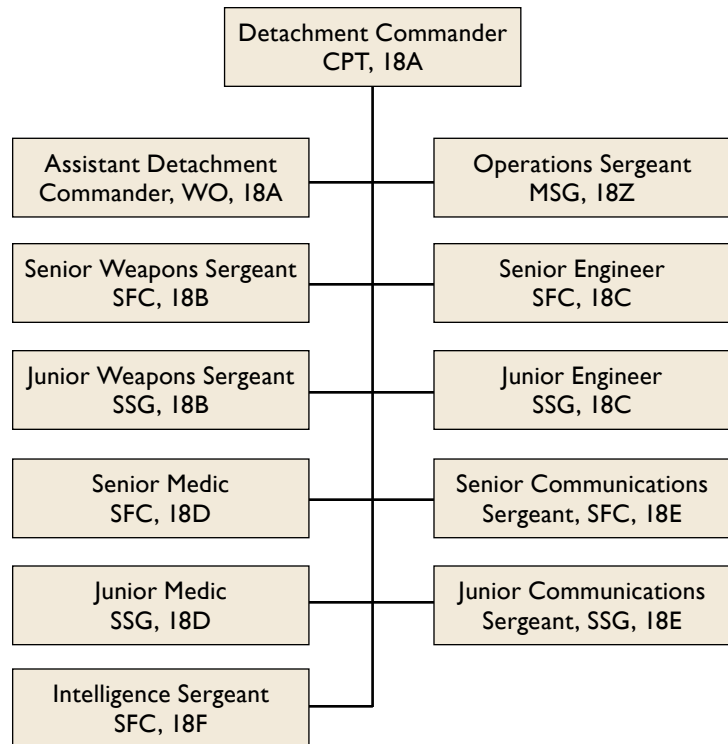 Detachment Commander
CPT, 18A
Assistant Detachment
Commander, WO, 18A
Operations Sergeant
MSG, 18Z
Senior Weapons Sergeant
SFC, 18B
Senior Engineer
SFC, 18C
Junior Weapons Sergeant
SSG, 18B
Junior Engineer
SSG, 18C
Senior Medic
SFC, 18D
Senior Communications
Sergeant, SFC, 18E
Junior Medic
SSG, 18D
Junior Communications
Sergeant, SSG, 18E
Intelligence Sergeant
SFC, 18F